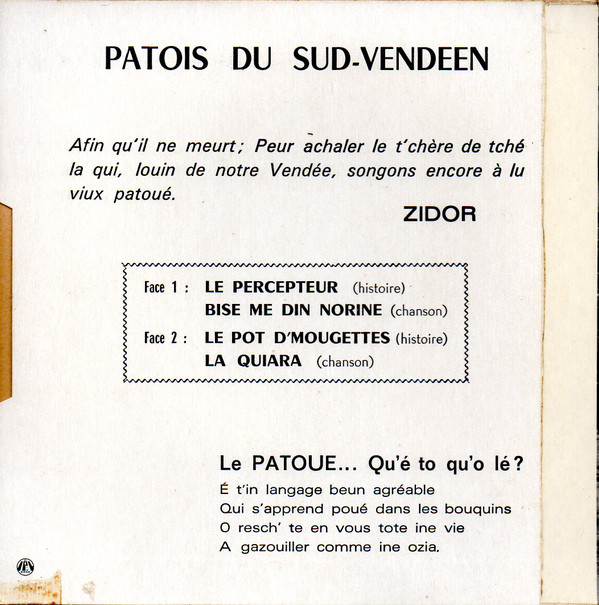 PATOIS DU SUD-VENDEEN
Afin qu'il ne meurt; Peur achaler le t'chère de tché
la qui, louin de notre Vendée, songons encore à lu
viux patoué.
ZIDOR
Face 1 : LE PERCEPTEUR (histoire)
BISE ME DIN NORINE (chanson)
Face 2 : LE POT D'MOUGETTES (histoire)
LA QUIARA (chanson)
Le PATOUE... Qu'é to qu'o lé?
É t'in langage beun agréable
Qui s'apprend poué dans les bouquins
O resch' te en vous tote ine vie
A gazouiller comme ine ozia.